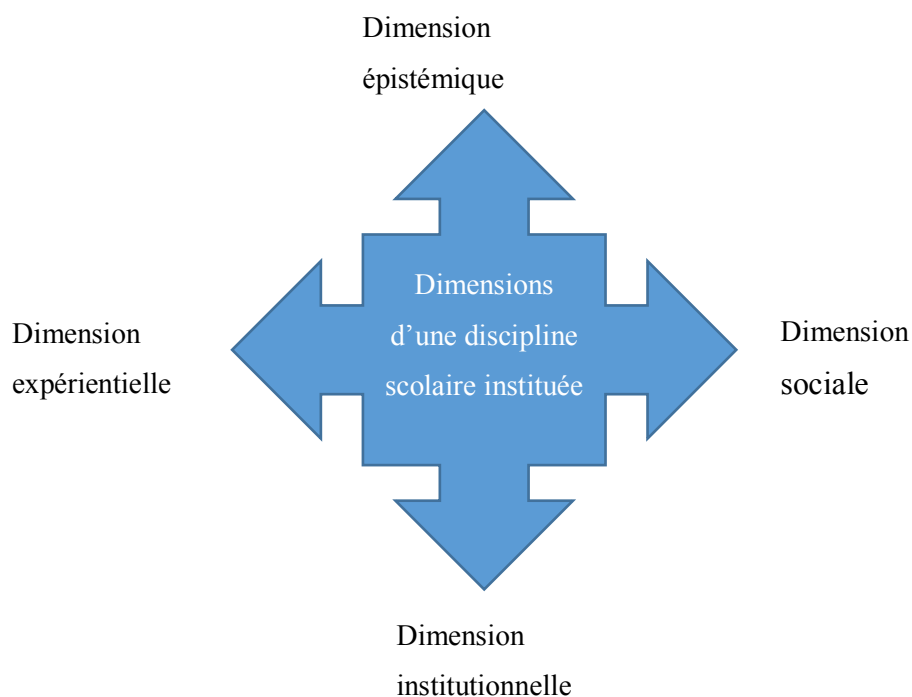 Dimension
épistémique
Dimensions
d’une discipline
scolaire instituée
Dimension
expérientielle
Dimension
sociale
Dimension
institutionnelle